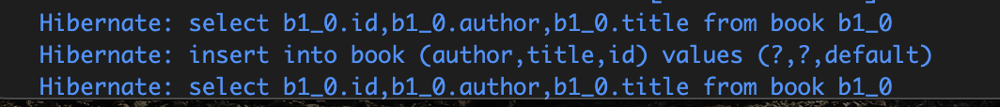 Hibernate: select b1_0.id,b1_0.author,b1_0.title from book b1_0
Hibernate: insert into book (author,title,id) values (?,?,default)
Hibernate: select b1_0.id,b1_0.author,b1_0.title from book b1_0